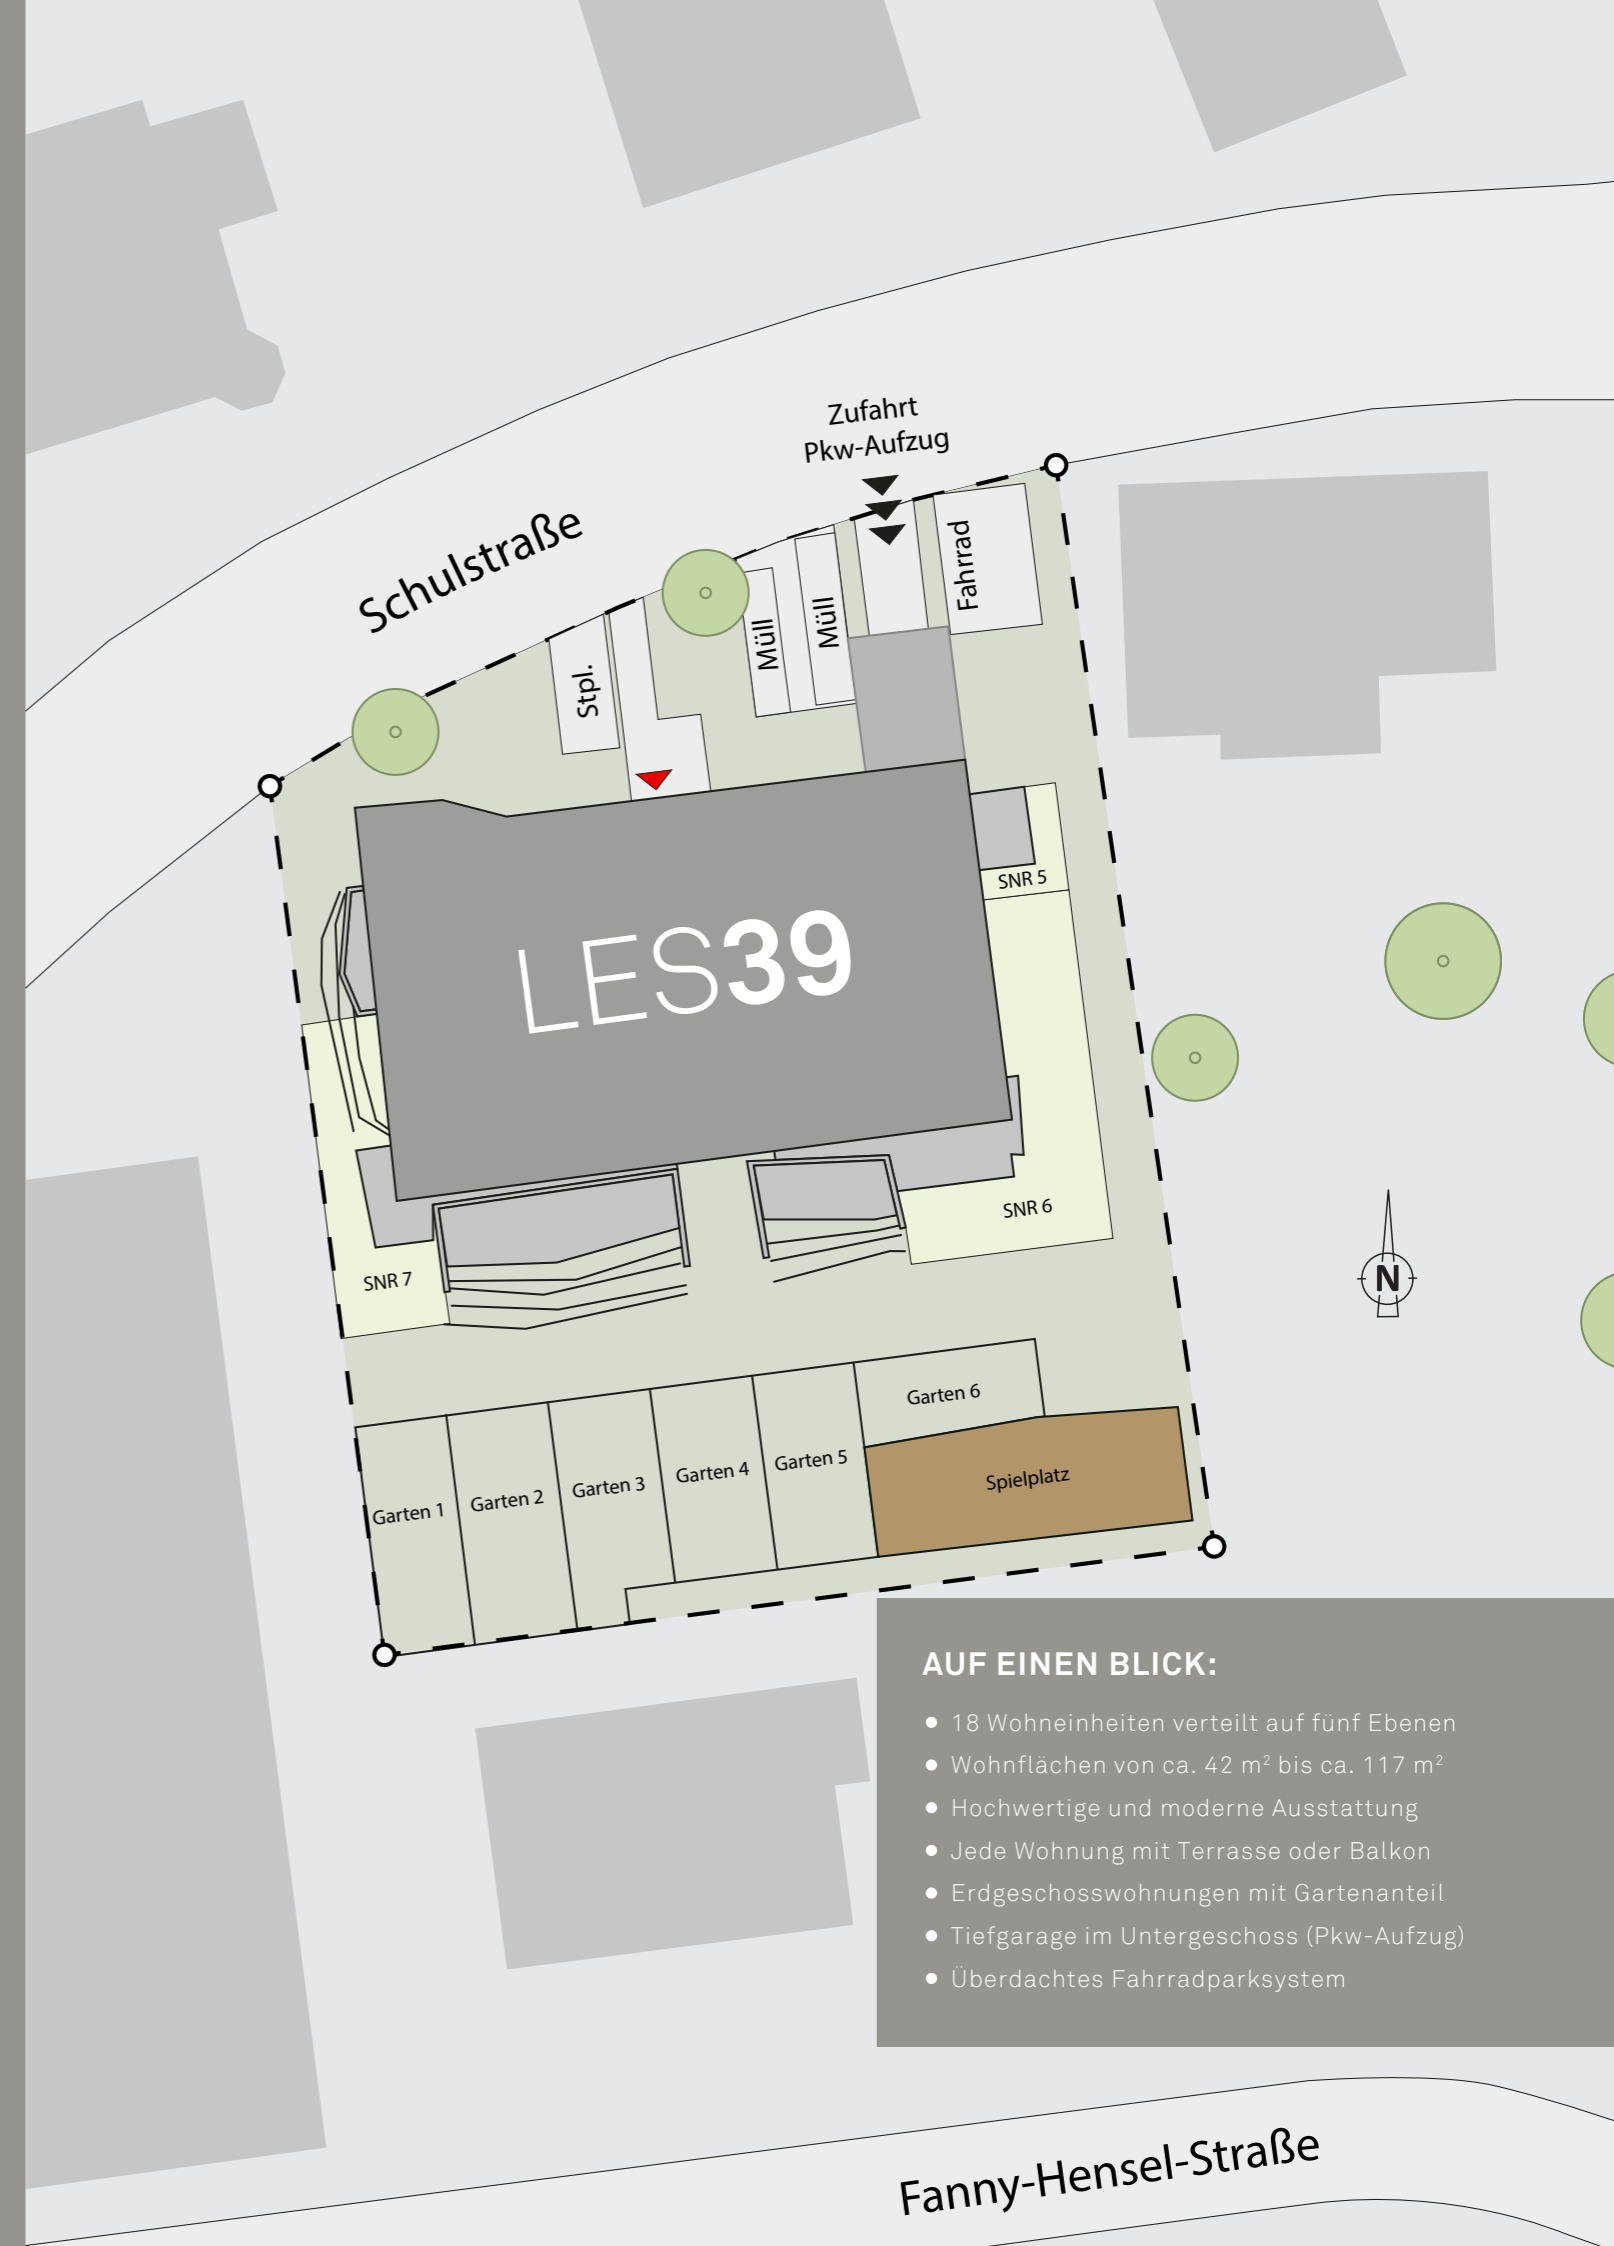 Zufahrt
Pkw-Aufzug
Schulstraße
Fahrrad
Müll
Müll
Stpl.
SNR 5
LES39
SNR 6
SNR 7
N
Garten 6
Garten 5
Garten 4
Garten 3
Garten 2
Garten 1
Spielplatz
AUF EINEN BLICK:
• 18 Wohneinheiten verteilt auf fünf Ebenen
• Wohnflächen von ca. 42 m² bis ca. 117 m²
• Hochwertige und moderne Ausstattung
• Jede Wohnung mit Terrasse oder Balkon
• Erdgeschosswohnungen mit Gartenanteil
• Tiefgarage im Untergeschoss (Pkw-Aufzug)
• Überdachtes Fahrradparksystem
Fanny-Hensel-Straße